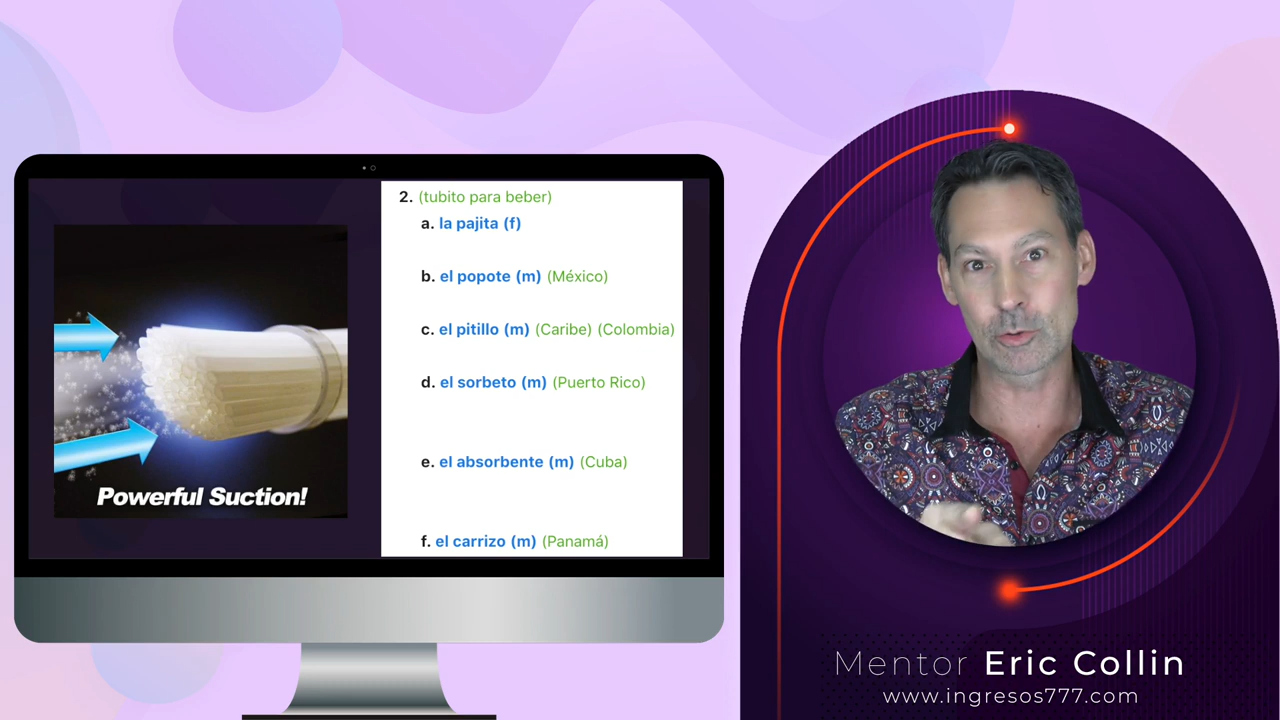 2. (tubito para beber)
a. la pajita (f)
b. el popote (m) (México)
c. el pitillo (m) (Caribe) (Colombia)
d. el sorbeto (m) (Puerto Rico)
e. el absorbente (m) (Cuba)
f. el carrizo (m) (Panamá)
Powerful Suction!
Mentor Eric Collin
www.ingresos777.com